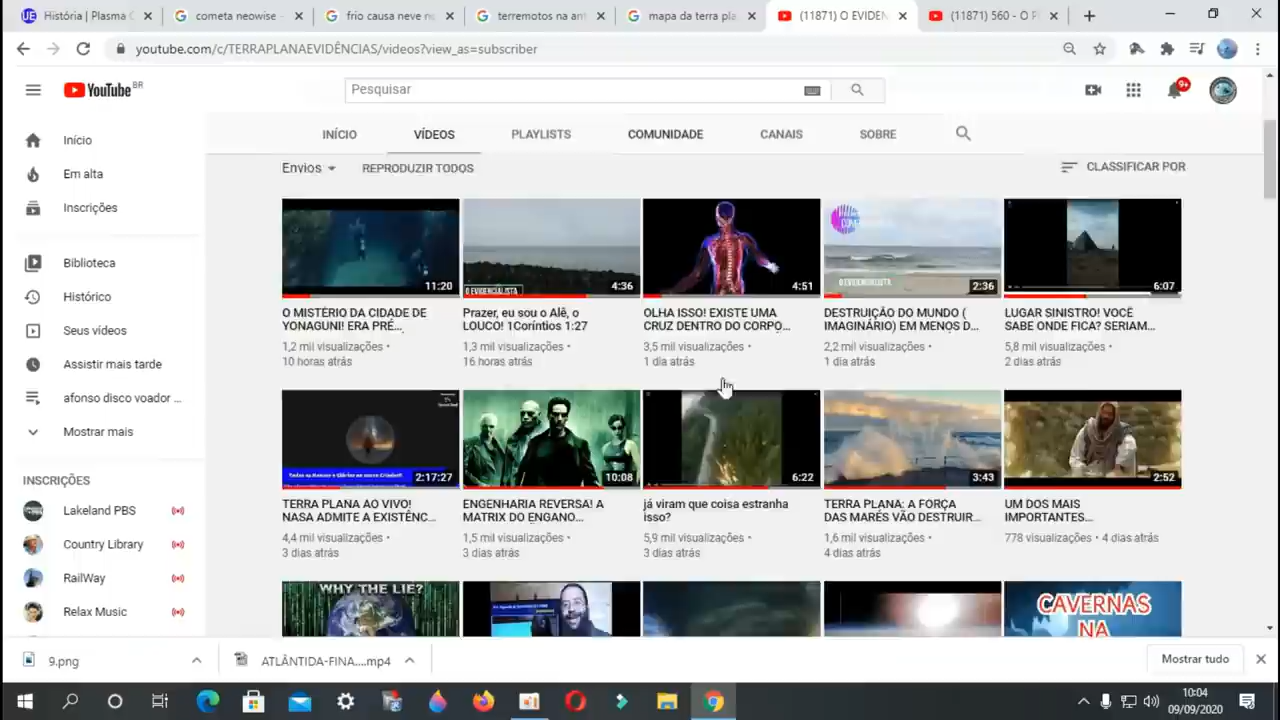 História | Plasma C
cometa neowise -
frio causa neve n
terremotos na an
mapa da terra pla
(11871) O EVIDEN
(11871) 560 - O P
youtube.com/c/TERRAPLANAEVIDÊNCIAS/videos?view_as=subscriber
YouTube BR
Pesquisar
9+
INÍCIO VÍDEOS PLAYLISTS COMUNIDADE CANAIS SOBRE
Envios REPRODUZIR TODOS CLASSIFICAR POR
Início
Em alta
Inscrições
Biblioteca
Histórico
Seus vídeos
Assistir mais tarde
afonso disco voador ...
Mostrar mais
INSCRIÇÕES
Lakeland PBS
Country Library
RailWay
Relax Music
11:20
O MISTÉRIO DA CIDADE DE
YONAGUNI! ERA PRÉ...
1,2 mil visualizações •
10 horas atrás
O EVIDENCIALISTA
4:36
Prazer, eu sou o Alê, o
LOUCO! 1Coríntios 1:27
1,3 mil visualizações •
16 horas atrás
4:51
OLHA ISSO! EXISTE UMA
CRUZ DENTRO DO CORPO...
3,5 mil visualizações •
1 dia atrás
O EVIDENCIALISTA
2:36
DESTRUIÇÃO DO MUNDO (
IMAGINÁRIO) EM MENOS D...
2,2 mil visualizações •
1 dia atrás
6:07
LUGAR SINISTRO! VOCÊ
SABE ONDE FICA? SERIAM...
5,8 mil visualizações •
2 dias atrás
2:17:27
TERRA PLANA AO VIVO!
NASA ADMITE A EXISTÊNC...
4,4 mil visualizações •
3 dias atrás
10:08
ENGENHARIA REVERSA! A
MATRIX DO ENGANO...
1,5 mil visualizações •
3 dias atrás
6:22
já viram que coisa estranha
isso?
5,9 mil visualizações •
3 dias atrás
3:43
TERRA PLANA: A FORÇA
DAS MARÉS VÃO DESTRUIR...
1,6 mil visualizações •
4 dias atrás
2:52
UM DOS MAIS
IMPORTANTES...
778 visualizações • 4 dias atrás
WHY THE LIE?
CAVERNAS
NA
9.png
ATLÂNTIDA-FINA....mp4
Mostrar tudo
10:04
09/09/2020